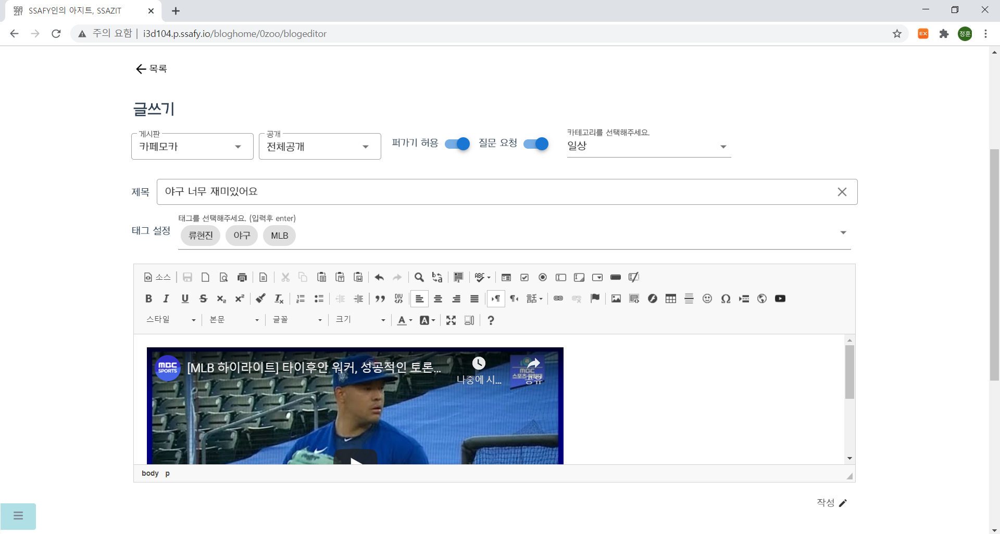 SSAFY인의 아지트, SSAZIT
주의 요함 | i3d104.p.ssafy.io/bloghome/0zoo/blogeditor
EX
정훈
목록
글쓰기
게시판
카페모카
공개
전체공개
퍼가기 허용
질문 요청
카테고리를 선택해주세요.
일상
제목
야구 너무 재미있어요
태그 설정
태그를 선택해주세요. (입력후 enter)
류현진
야구
MLB
소스
스타일
본문
글꼴
크기
mbc
SPORTS
[MLB 하이라이트] 타이후안 워커, 성공적인 토론...
나중에 시...
공유
body p
작성